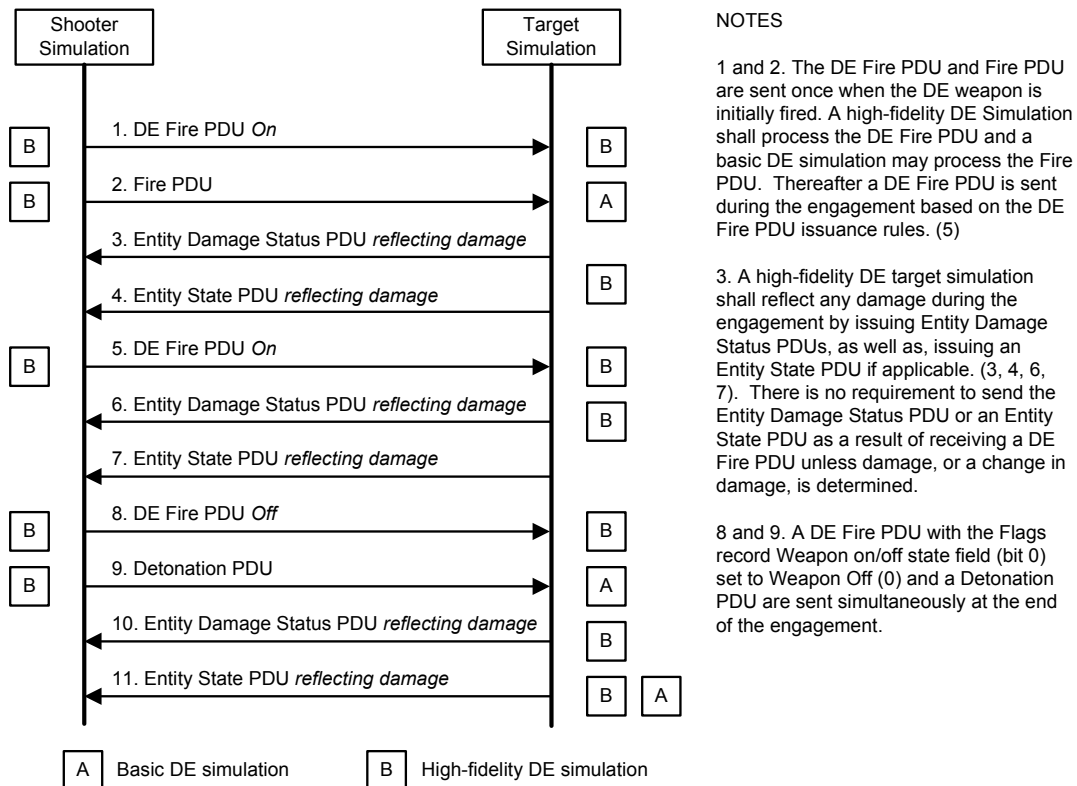 Shooter
Simulation
Target
Simulation
B
1. DE Fire PDU On
B
B
2. Fire PDU
A
3. Entity Damage Status PDU reflecting damage
B
4. Entity State PDU reflecting damage
B
5. DE Fire PDU On
B
6. Entity Damage Status PDU reflecting damage
B
7. Entity State PDU reflecting damage
B
8. DE Fire PDU Off
B
B
9. Detonation PDU
A
10. Entity Damage Status PDU reflecting damage
B
11. Entity State PDU reflecting damage
B
A
A
Basic DE simulation
B
High-fidelity DE simulation
NOTES
1 and 2. The DE Fire PDU and Fire PDU
are sent once when the DE weapon is
initially fired. A high-fidelity DE Simulation
shall process the DE Fire PDU and a
basic DE simulation may process the Fire
PDU. Thereafter a DE Fire PDU is sent
during the engagement based on the DE
Fire PDU issuance rules. (5)
3. A high-fidelity DE target simulation
shall reflect any damage during the
engagement by issuing Entity Damage
Status PDUs, as well as, issuing an
Entity State PDU if applicable. (3, 4, 6,
7). There is no requirement to send the
Entity Damage Status PDU or an Entity
State PDU as a result of receiving a DE
Fire PDU unless damage, or a change in
damage, is determined.
8 and 9. A DE Fire PDU with the Flags
record Weapon on/off state field (bit 0)
set to Weapon Off (0) and a Detonation
PDU are sent simultaneously at the end
of the engagement.